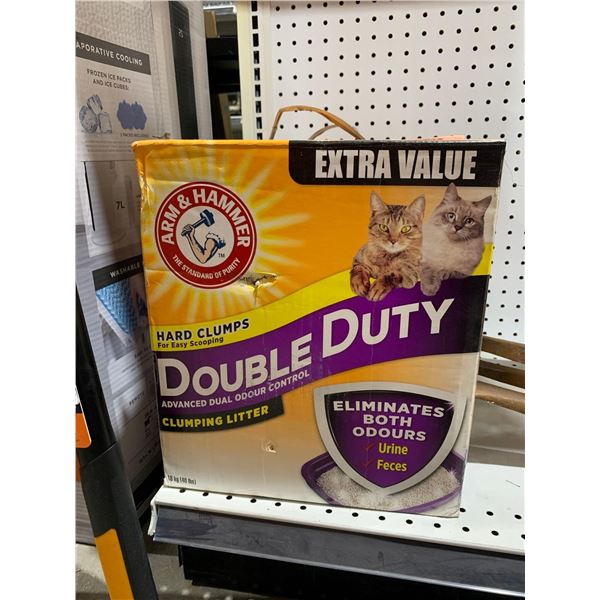 APORATIVE COOLING
FROZEN ICE PACKS
AND ICE CUBES:
7L
WASHABLE
EXTRA VALUE
ARM & HAMMER
THE STANDARD OF PURITY
TM
HARD CLUMPS
For Easy Scooping
DOUBLE DUTY
ADVANCED DUAL ODOUR CONTROL
CLUMPING LITTER
ELIMINATES
BOTH
ODOURS
Urine
Feces
18 kg (40 lbs)